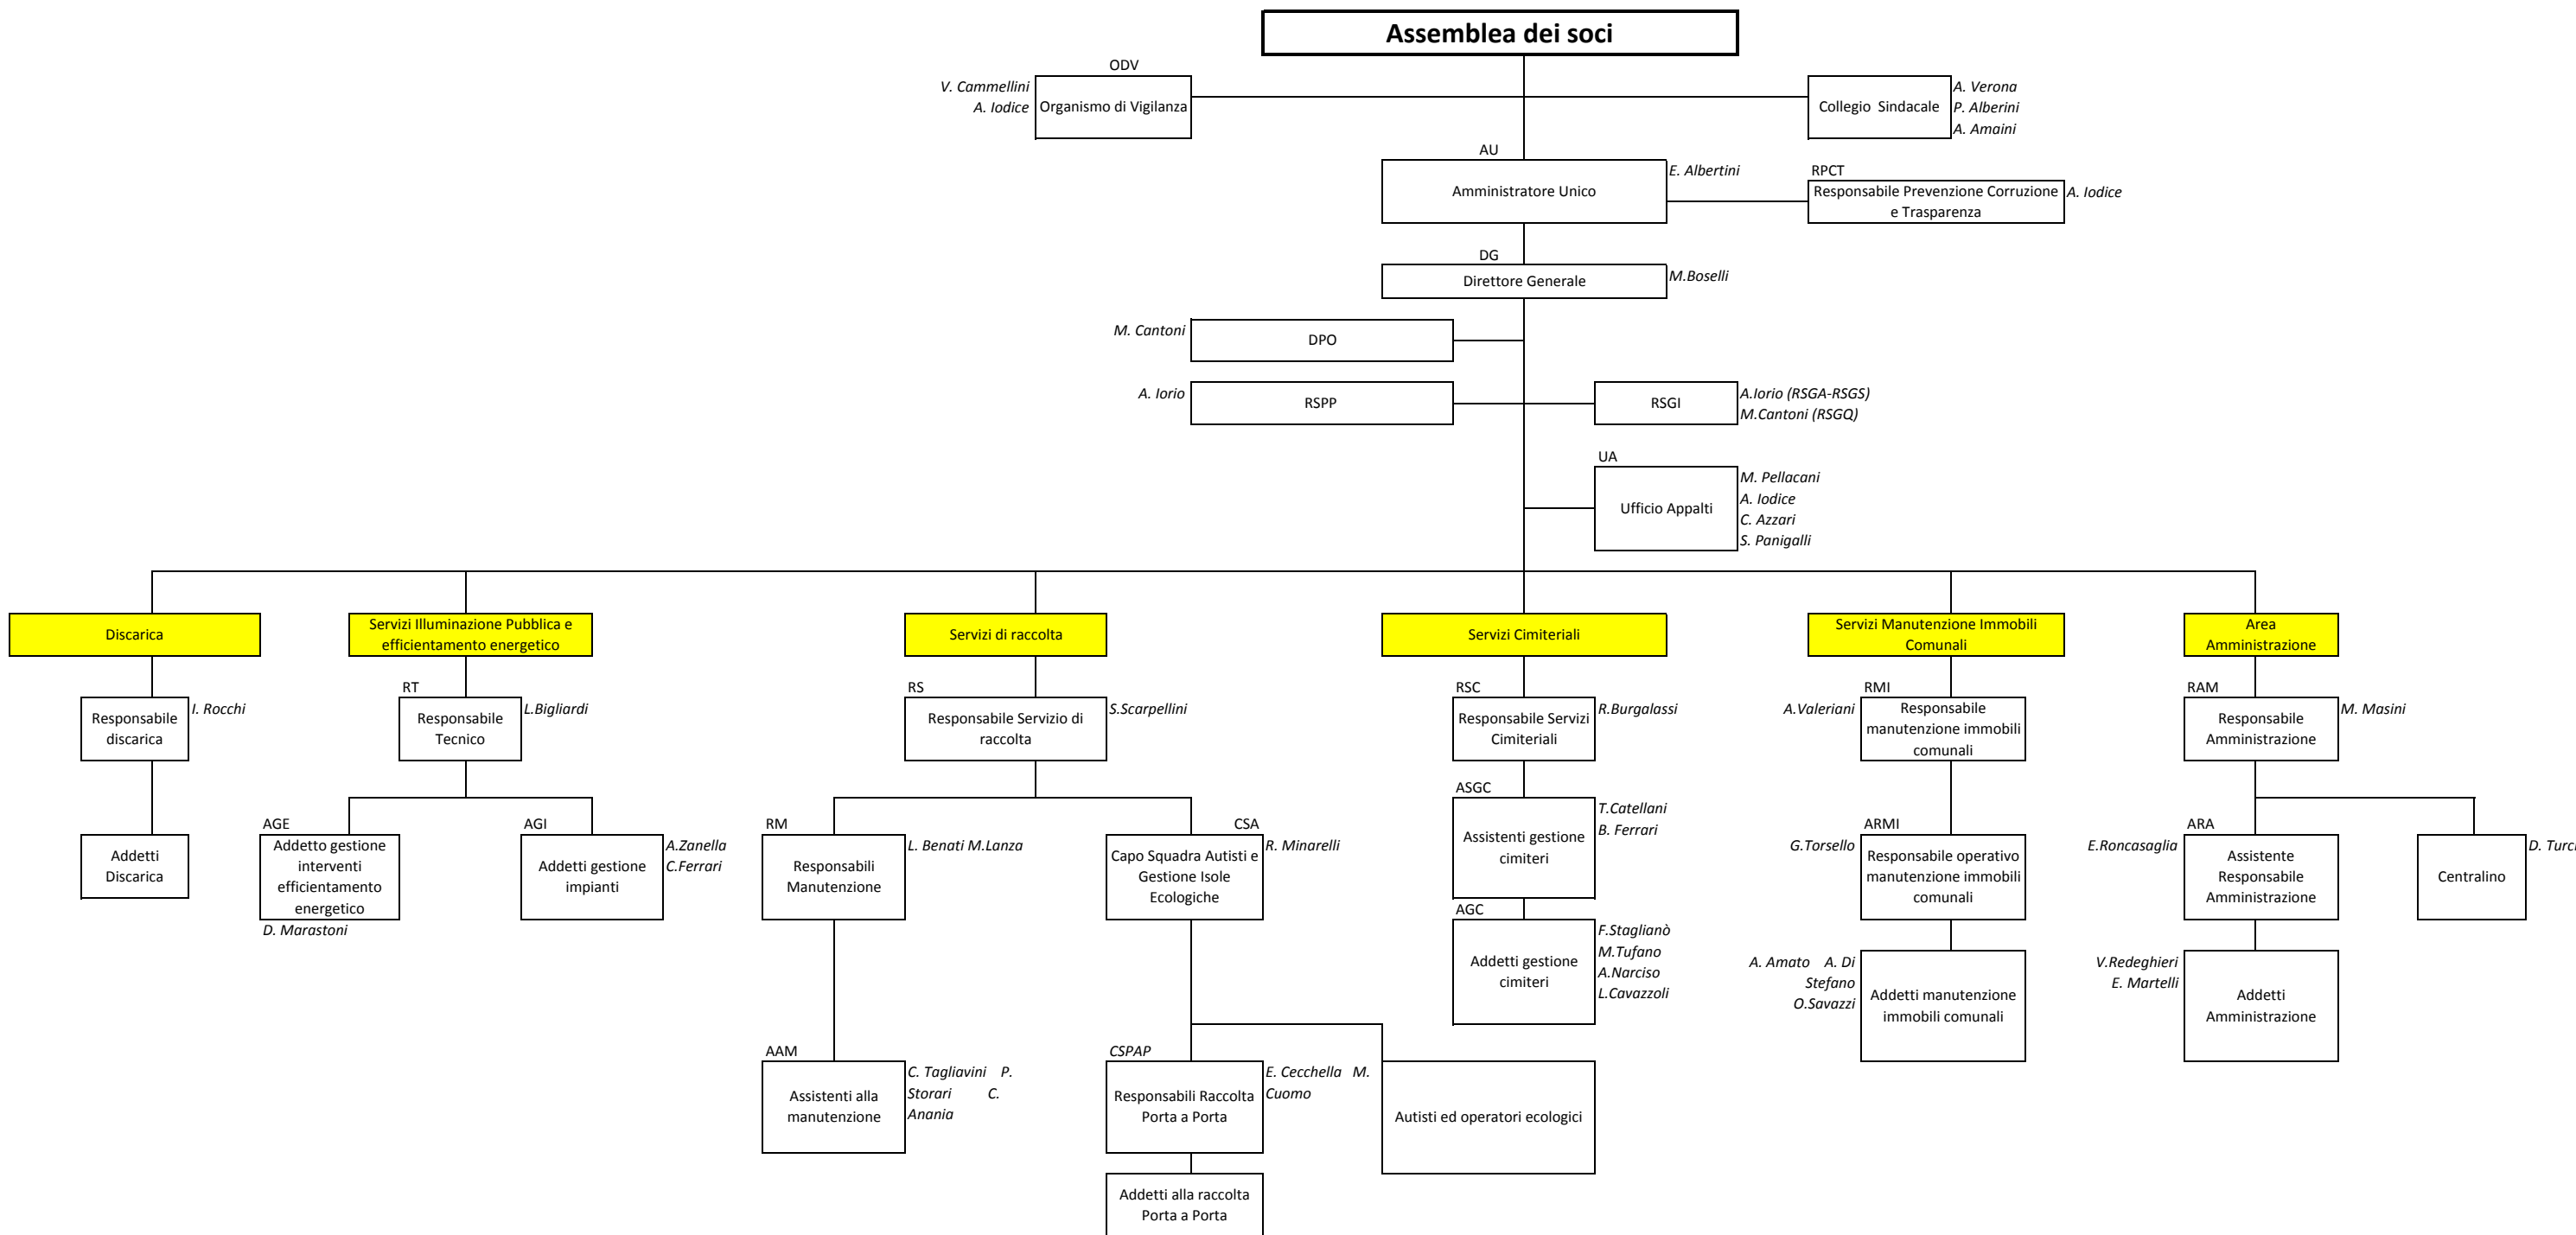 Assemblea dei soci
ODV
V. Cammellini
A. Iodice
Organismo di Vigilanza
Collegio Sindacale
A. Verona
P. Alberini
A. Amaini
AU
Amministratore Unico
E. Albertini
RPCT
Responsabile Prevenzione Corruzione
e Trasparenza
A. Iodice
DG
Direttore Generale
M.Boselli
M. Cantoni
DPO
A. Iorio
RSPP
RSGI
A.Iorio (RSGA-RSGS)
M.Cantoni (RSGQ)
UA
Ufficio Appalti
M. Pellacani
A. Iodice
C. Azzari
S. Panigalli
Discarica
Servizi Illuminazione Pubblica e
efficientamento energetico
Servizi di raccolta
Servizi Cimiteriali
Servizi Manutenzione Immobili
Comunali
Area
Amministrazione
Responsabile
discarica
I. Rocchi
RT
Responsabile
Tecnico
L.Bigliardi
RS
Responsabile Servizio di
raccolta
S.Scarpellini
RSC
Responsabile Servizi
Cimiteriali
R.Burgalassi
RMI
A.Valeriani
Responsabile
manutenzione immobili
comunali
RAM
Responsabile
Amministrazione
M. Masini
Addetti
Discarica
AGE
Addetto gestione
interventi
efficientamento
energetico
D. Marastoni
AGI
Addetti gestione
impianti
A.Zanella
C.Ferrari
RM
Responsabili
Manutenzione
L. Benati M.Lanza
CSA
Capo Squadra Autisti e
Gestione Isole
Ecologiche
R. Minarelli
ASGC
Assistenti gestione
cimiteri
T.Catellani
B. Ferrari
ARMI
G.Torsello
Responsabile operativo
manutenzione immobili
comunali
ARA
E.Roncasaglia
Assistente
Responsabile
Amministrazione
Centralino
D. Turci
AGC
Addetti gestione
cimiteri
F.Staglianò
M.Tufano
A.Narciso
L.Cavazzoli
A. Amato A. Di
Stefano
O.Savazzi
Addetti manutenzione
immobili comunali
V.Redeghieri
E. Martelli
Addetti
Amministrazione
AAM
Assistenti alla
manutenzione
C. Tagliavini P.
Storari C.
Anania
CSPAP
Responsabili Raccolta
Porta a Porta
E. Cecchella M.
Cuomo
Autisti ed operatori ecologici
Addetti alla raccolta
Porta a Porta